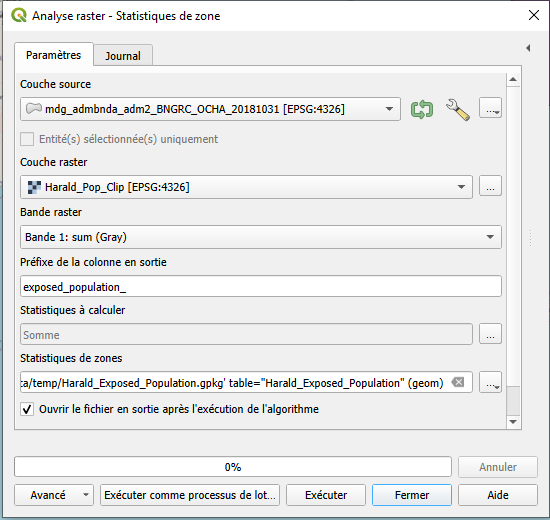 Analyse raster - Statistiques de zone
Paramètres
Journal
Couche source
mdg_admbnda_adm2_BNGRC_OCHA_20181031 [EPSG:4326]
...
Entité(s) sélectionnée(s) uniquement
Couche raster
Harald_Pop_Clip [EPSG:4326]
...
Bande raster
Bande 1: sum (Gray)
Préfixe de la colonne en sortie
exposed_population_
Statistiques à calculer
Somme
...
Statistiques de zones
ta/temp/Harald_Exposed_Population.gpkg' table="Harald_Exposed_Population" (geom)
...
Ouvrir le fichier en sortie après l'exécution de l'algorithme
0%
Annuler
Avancé
Exécuter comme processus de lot...
Exécuter
Fermer
Aide